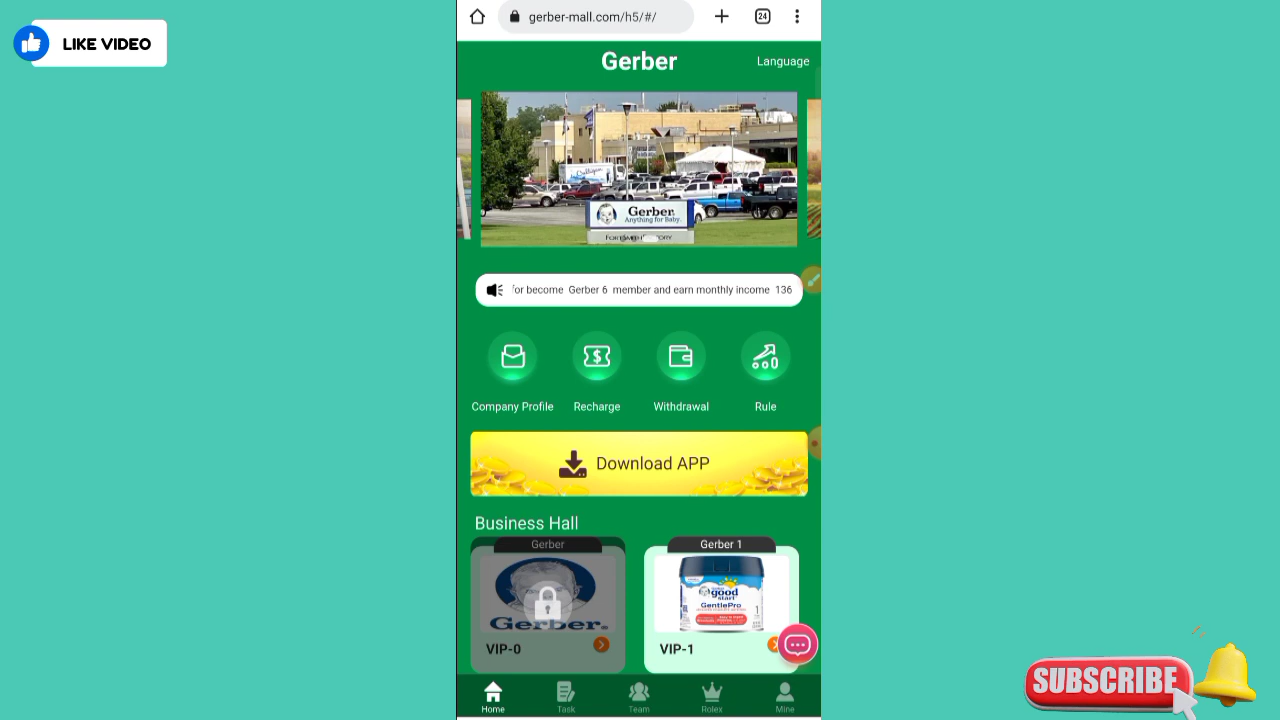 LIKE VIDEO
gerber-mall.com/h5/#/
24
Gerber
Language
Gerber
Anything for Baby.
for become Gerber 6 member and earn monthly income 136
Company Profile
Recharge
Withdrawal
Rule
Download APP
Business Hall
Gerber
Gerber 1
Gerber.
good
start
GentlePro
1
VIP-0
VIP-1
SUBSCRIBE
Home
Task
Team
Rolex
Mine